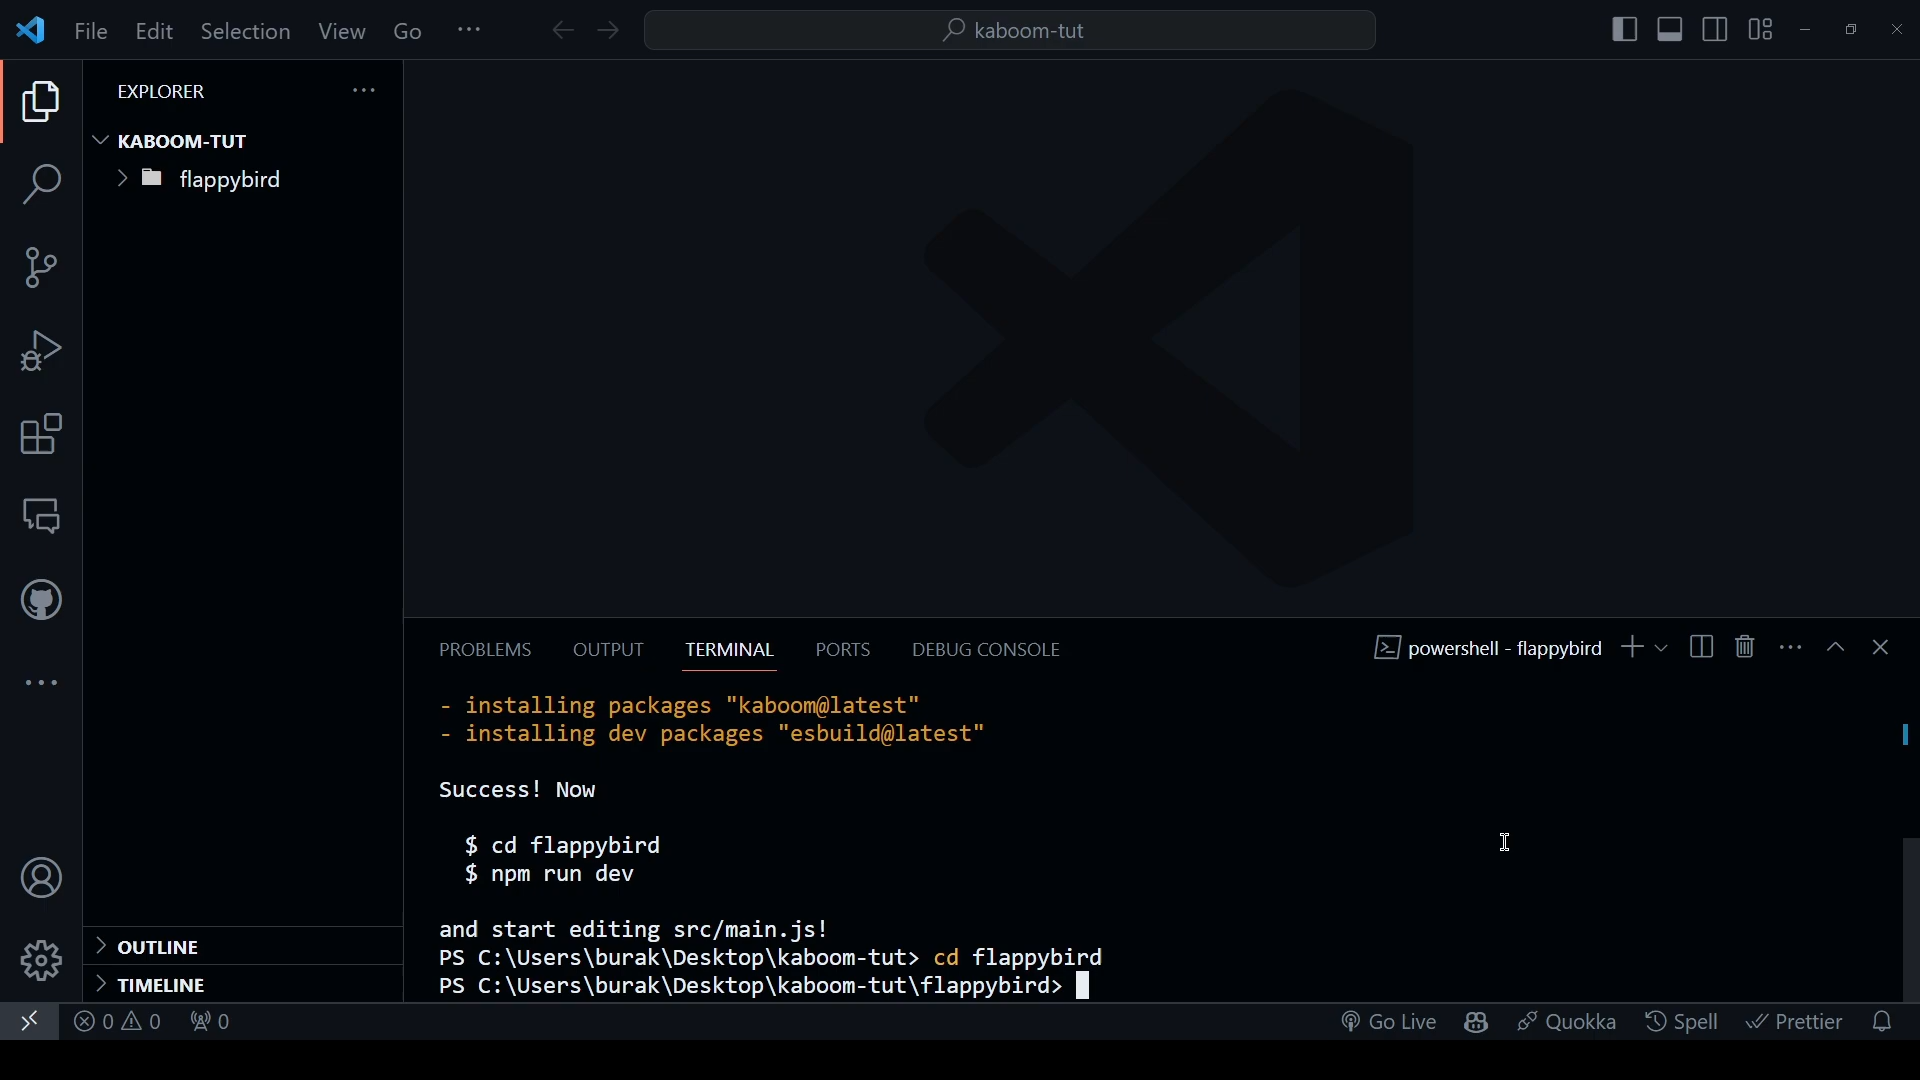 File Edit Selection View Go ···
kaboom-tut
EXPLORER ···
KABOOM-TUT
flappybird
OUTLINE
TIMELINE
PROBLEMS OUTPUT TERMINAL PORTS DEBUG CONSOLE
powershell - flappybird
- installing packages "kaboom@latest"
- installing dev packages "esbuild@latest"
Success! Now
$ cd flappybird
$ npm run dev
and start editing src/main.js!
PS C:\Users\burak\Desktop\kaboom-tut> cd flappybird
PS C:\Users\burak\Desktop\kaboom-tut\flappybird>
0 0 0 Go Live Quokka Spell Prettier